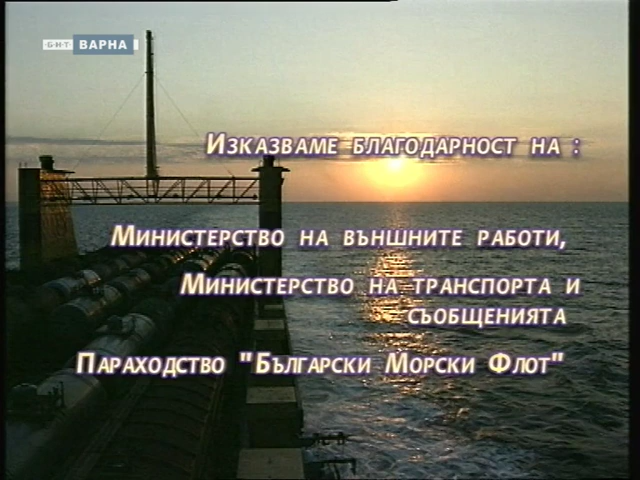 БНТ ВАРНА
ИЗКАЗВАМЕ БЛАГОДАРНОСТ НА :
МИНИСТЕРСТВО НА ВЪНШНИТЕ РАБОТИ,
МИНИСТЕРСТВО НА ТРАНСПОРТА И
СЪОБЩЕНИЯТА
ПАРАХОДСТВО "БЪЛГАРСКИ МОРСКИ ФЛОТ"